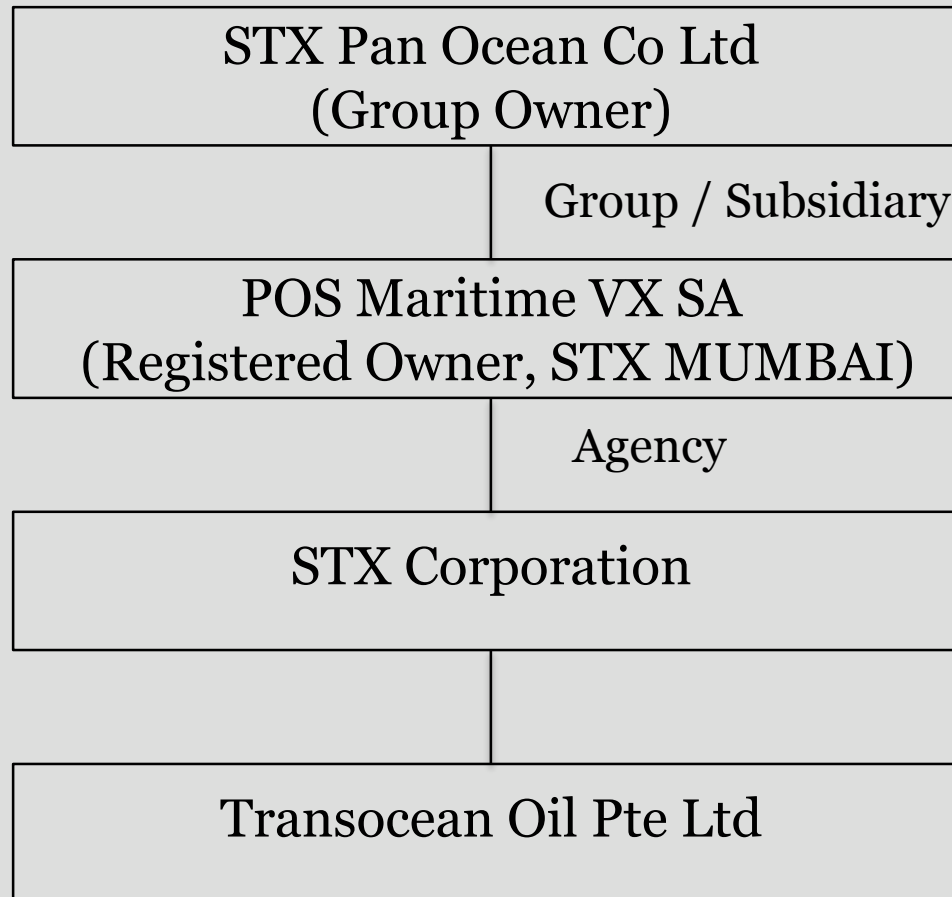 STX Pan Ocean Co Ltd
(Group Owner)
Group / Subsidiary
POS Maritime VX SA
(Registered Owner, STX MUMBAI)
Agency
STX Corporation
Transocean Oil Pte Ltd